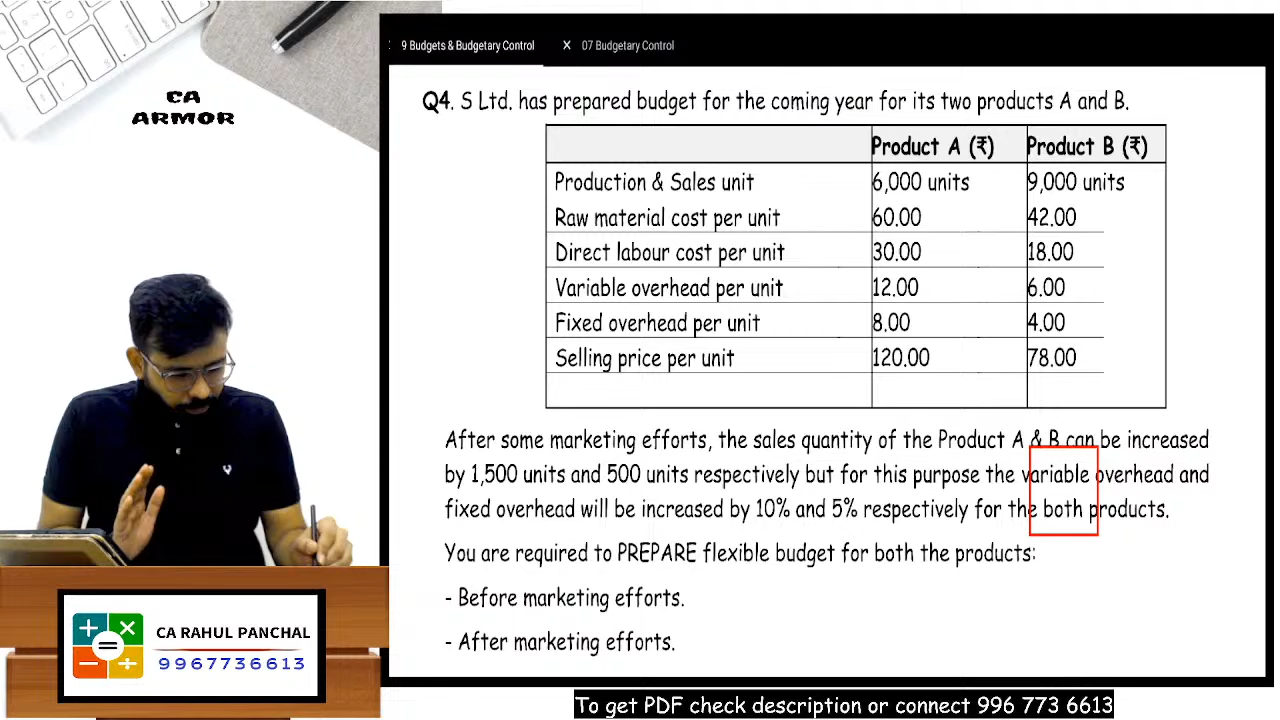 9 Budgets & Budgetary Control
07 Budgetary Control
CA
ARMOR
Q4. S Ltd. has prepared budget for the coming year for its two products A and B.
Product A (₹) Product B (₹)
Production & Sales unit 6,000 units 9,000 units
Raw material cost per unit 60.00 42.00
Direct labour cost per unit 30.00 18.00
Variable overhead per unit 12.00 6.00
Fixed overhead per unit 8.00 4.00
Selling price per unit 120.00 78.00
After some marketing efforts, the sales quantity of the Product A & B can be increased
by 1,500 units and 500 units respectively but for this purpose the variable overhead and
fixed overhead will be increased by 10% and 5% respectively for the both products.
You are required to PREPARE flexible budget for both the products:
- Before marketing efforts.
- After marketing efforts.
CA RAHUL PANCHAL
9967736613
To get PDF check description or connect 996 773 6613